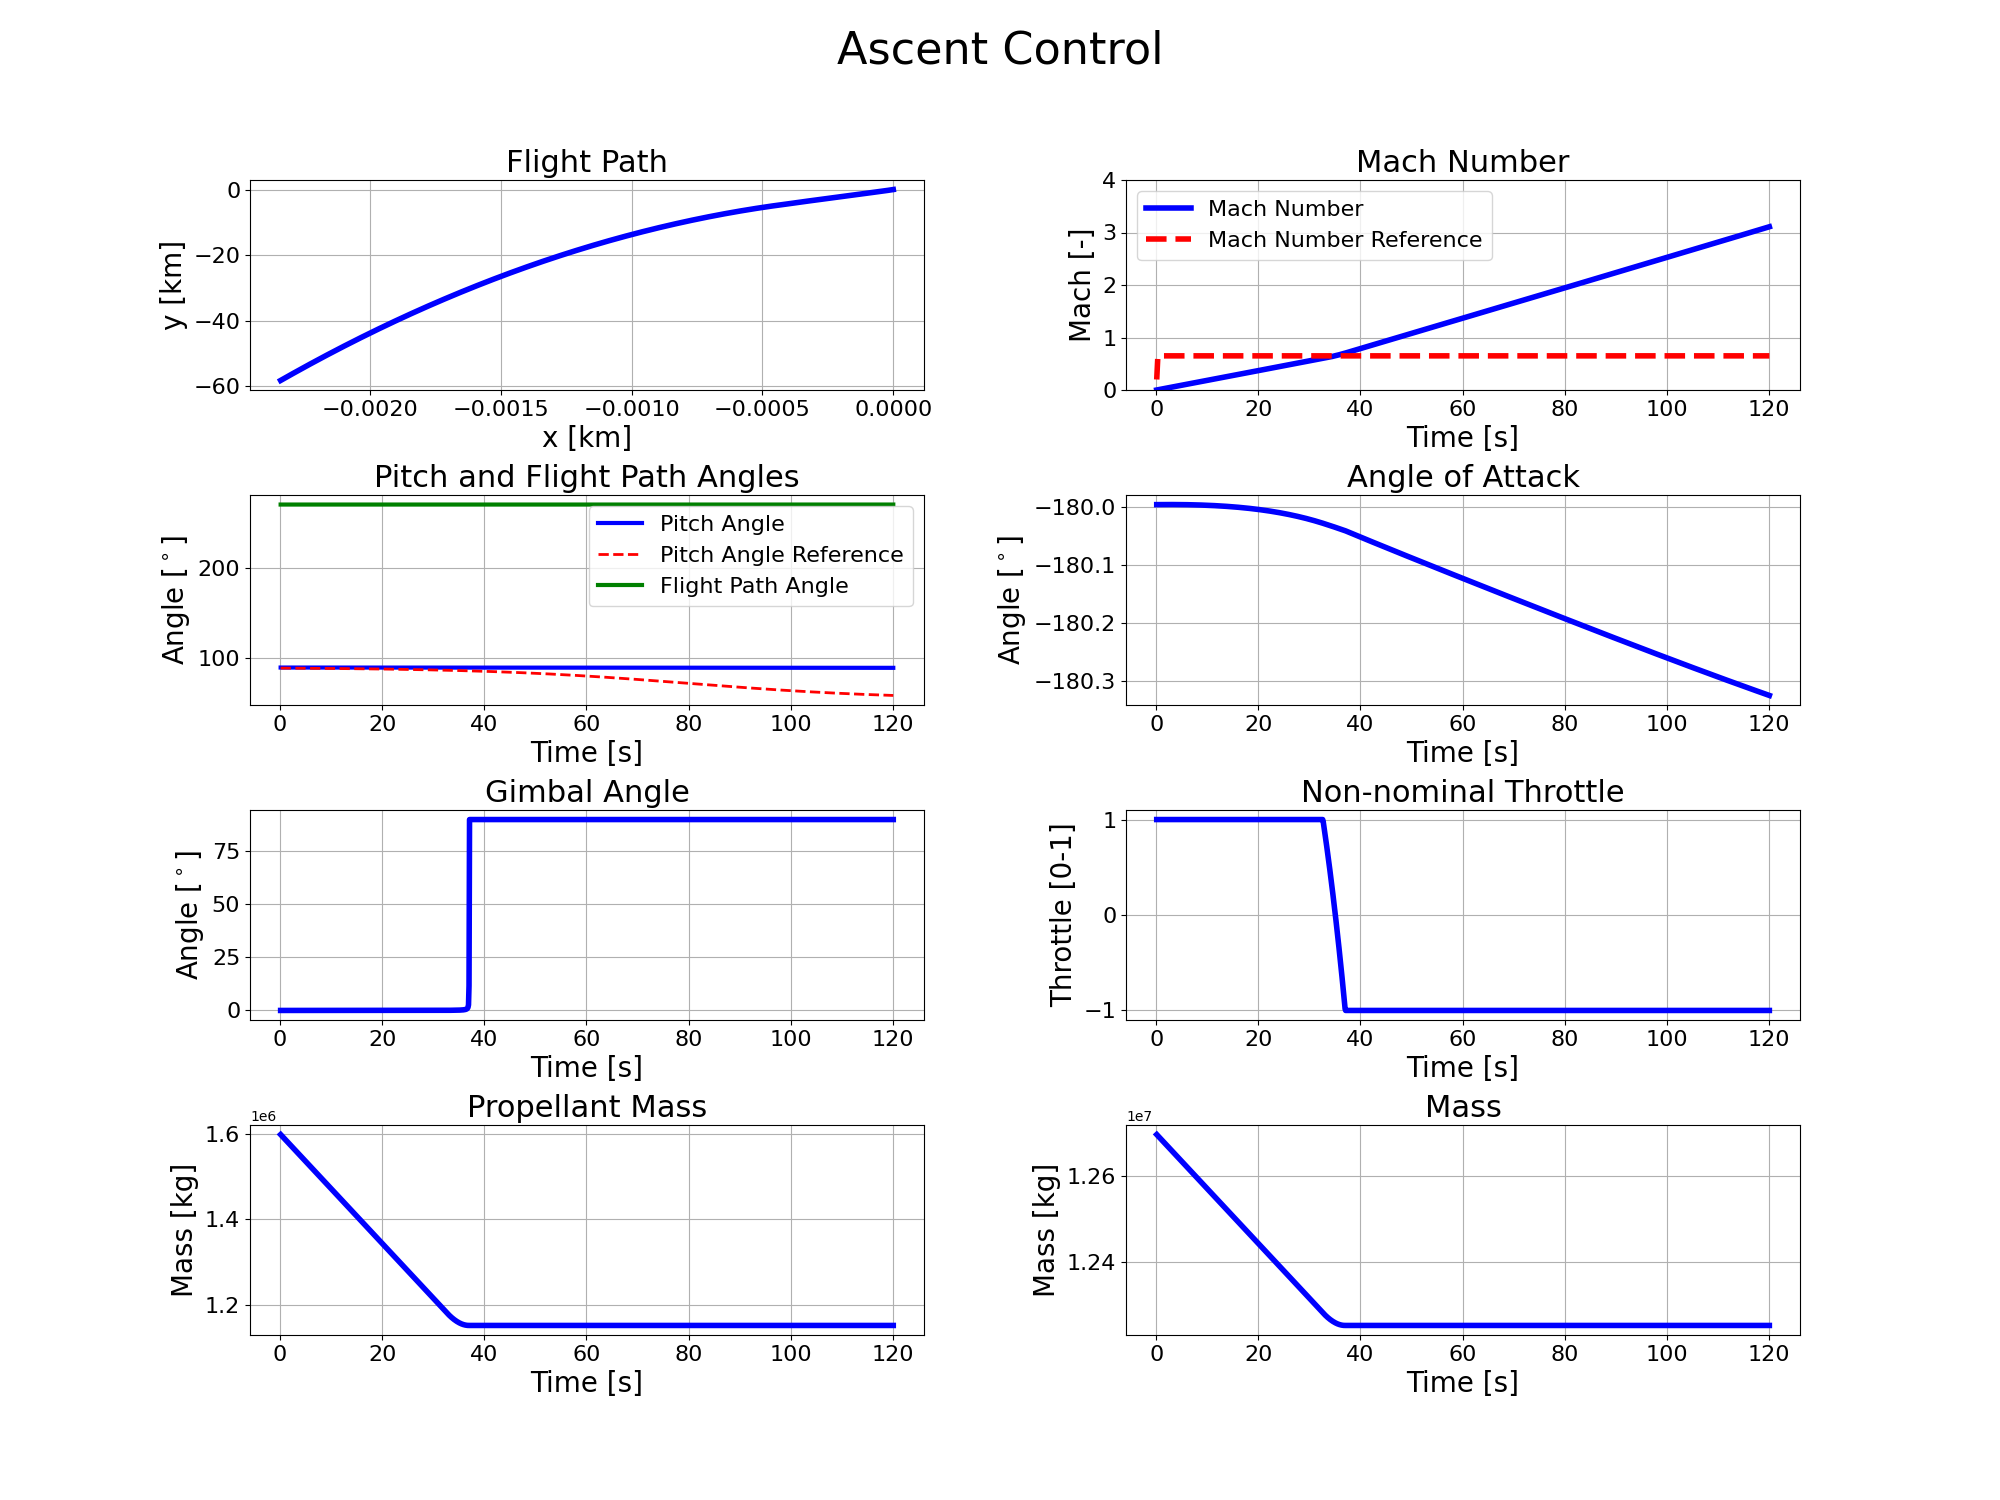 Ascent Control
Flight Path
0
−20
−40
−60
y [km]
−0.0020 −0.0015 −0.0010 −0.0005 0.0000
x [km]
Mach Number
4
3
2
1
0
Mach [-]
Mach Number
Mach Number Reference
0 20 40 60 80 100 120
Time [s]
Pitch and Flight Path Angles
200
100
Angle [°]
Pitch Angle
Pitch Angle Reference
Flight Path Angle
0 20 40 60 80 100 120
Time [s]
Angle of Attack
−180.0
−180.1
−180.2
−180.3
Angle [°]
0 20 40 60 80 100 120
Time [s]
Gimbal Angle
75
50
25
0
Angle [°]
0 20 40 60 80 100 120
Time [s]
Non-nominal Throttle
1
0
−1
Throttle [0-1]
0 20 40 60 80 100 120
Time [s]
Propellant Mass
1e6
1.6
1.4
1.2
Mass [kg]
0 20 40 60 80 100 120
Time [s]
Mass
1e7
1.26
1.24
Mass [kg]
0 20 40 60 80 100 120
Time [s]